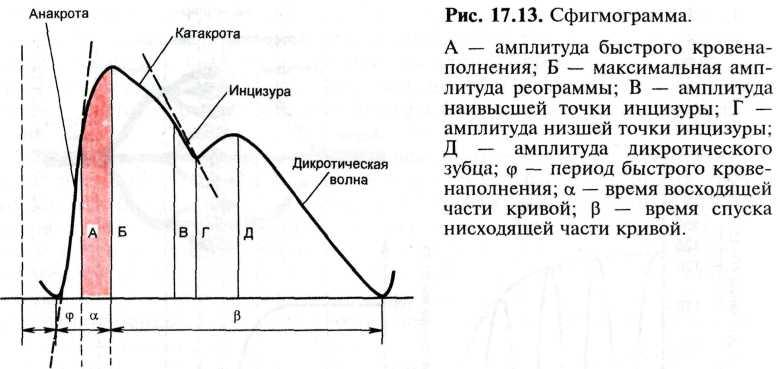 Анакрота
Катакрота
Инцизура
Дикротическая
волна
А
Б
В
Г
Д
φ
α
β
Рис. 17.13. Сфигмограмма.
А — амплитуда быстрого кровена-
полнения; Б — максимальная амп-
литуда реограммы; В — амплитуда
наивысшей точки инцизуры; Г —
амплитуда низшей точки инцизуры;
Д — амплитуда дикротического
зубца; φ — период быстрого крове-
наполнения; α — время восходящей
части кривой; β — время спуска
нисходящей части кривой.